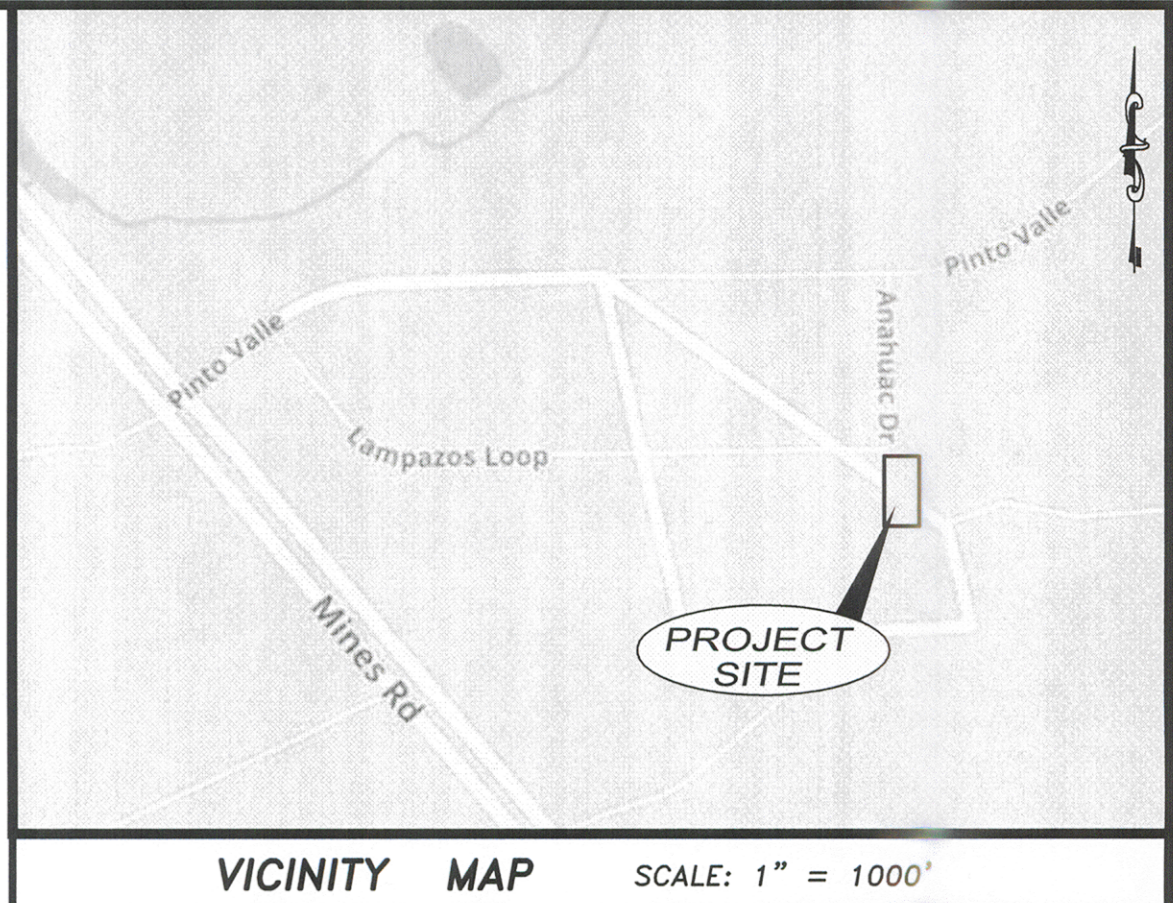 Pinto Valle
Anahuac Dr
Pinto Valle
Lampazos Loop
Mines Rd
PROJECT
SITE
VICINITY MAP SCALE: 1" = 1000'